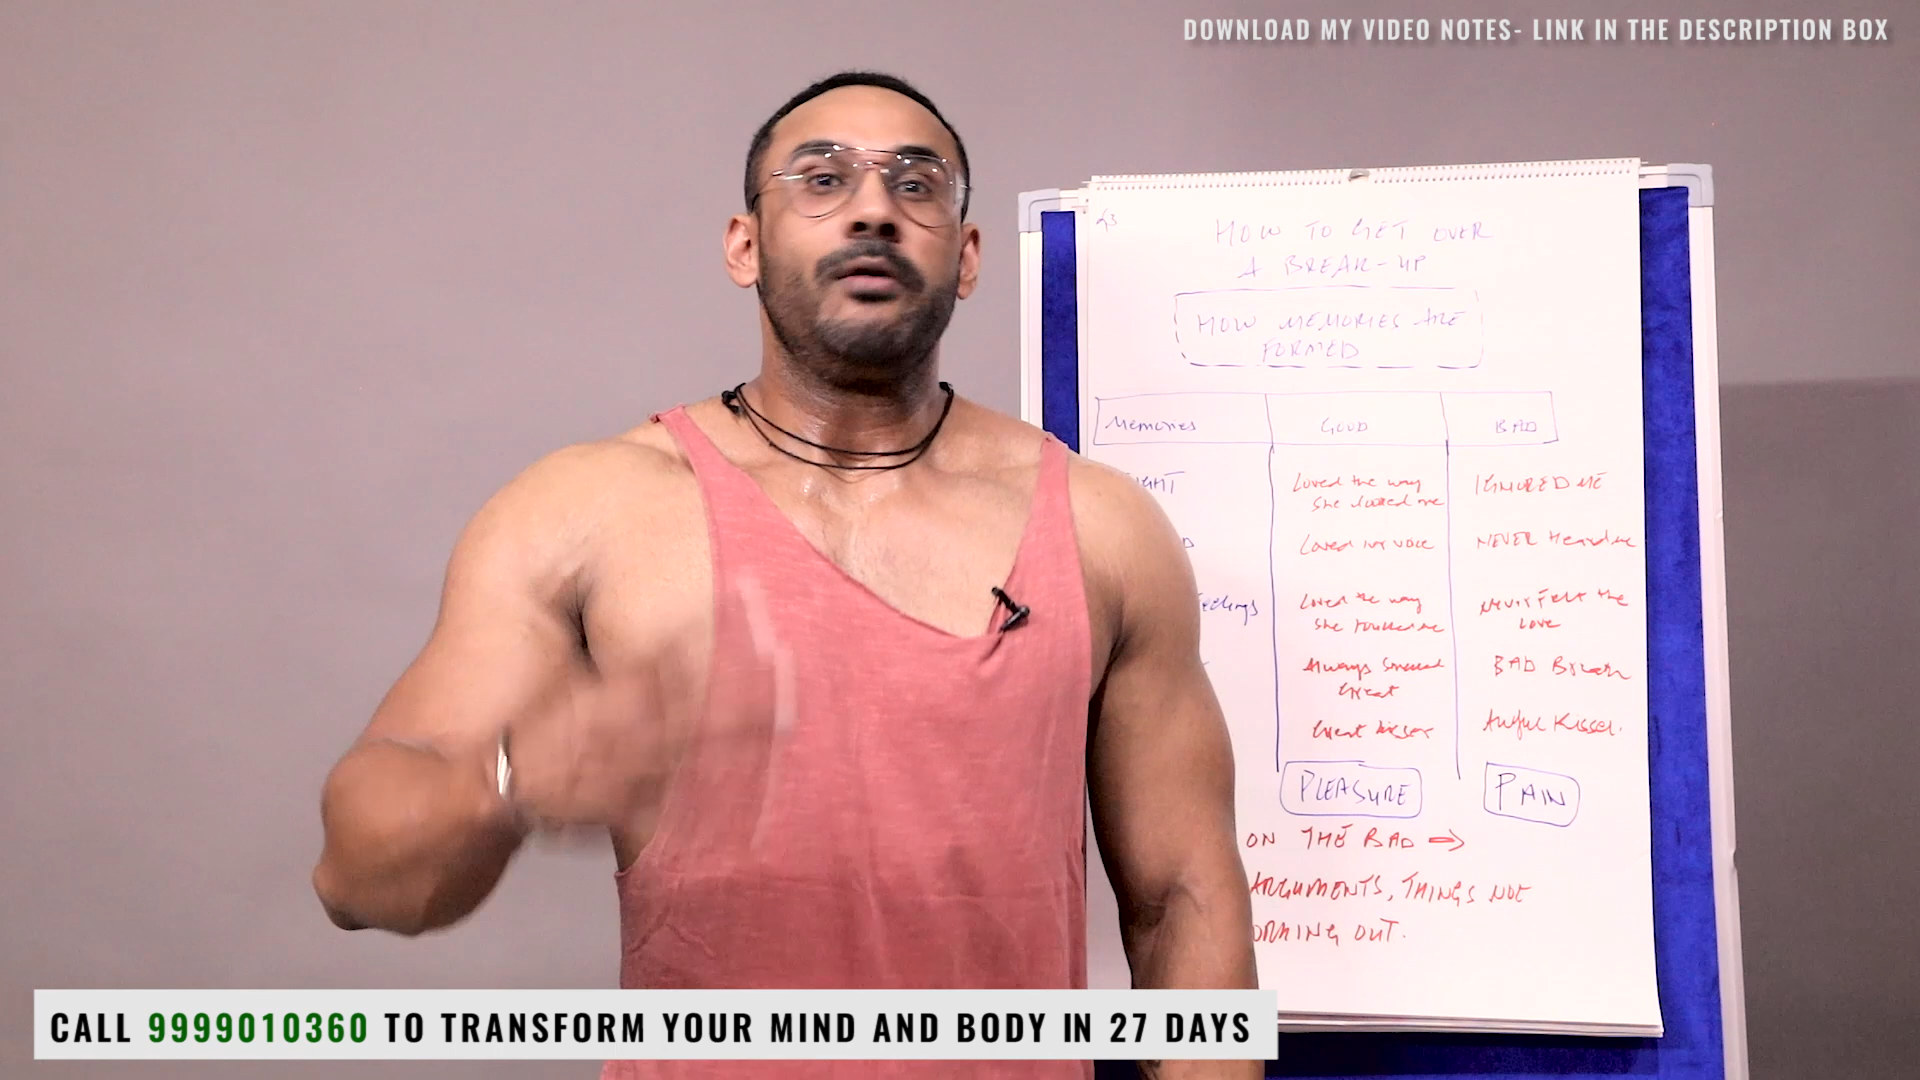 DOWNLOAD MY VIDEO NOTES- LINK IN THE DESCRIPTION BOX
HOW TO GET OVER
A BREAK-UP
HOW MEMORIES ARE
FORMED
Memories GOOD BAD
Loved the way IGNORED ME
she looked me
Loved her voice NEVER Heard me
feelings Loved the way Never Felt the
she touched me Love
Always smelled BAD Breath
Great
Great kisser Awful Kisser.
PLEASURE PAIN
ON THE BAD ⇒
ARGUMENTS, THINGS NOT
OUT.
CALL 9999010360 TO TRANSFORM YOUR MIND AND BODY IN 27 DAYS